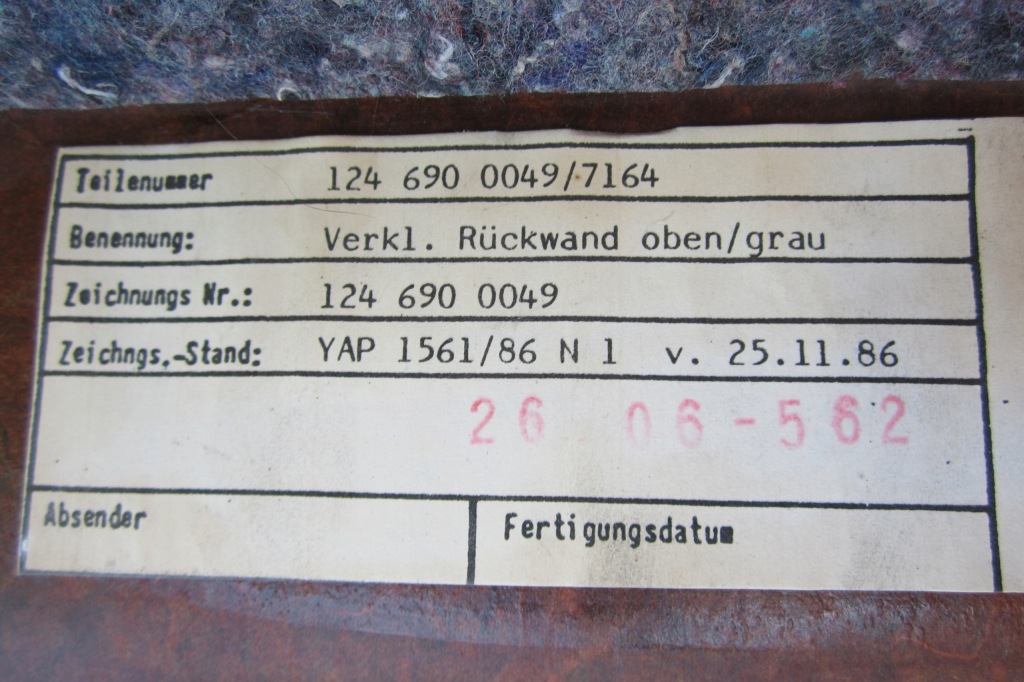 Teilenummer 124 690 0049/7164
Benennung: Verkl. Rückwand oben/grau
Zeichnungs Nr.: 124 690 0049
Zeichngs.-Stand: YAP 1561/86 N 1 v. 25.11.86
26 06-562
Absender Fertigungsdatum